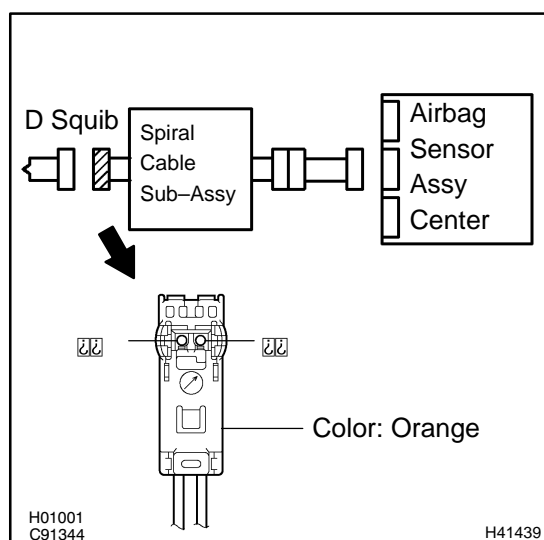 D Squib
Spiral
Cable
Sub–Assy
Airbag
Sensor
Assy
Center
Color: Orange
H01001
C91344
H41439